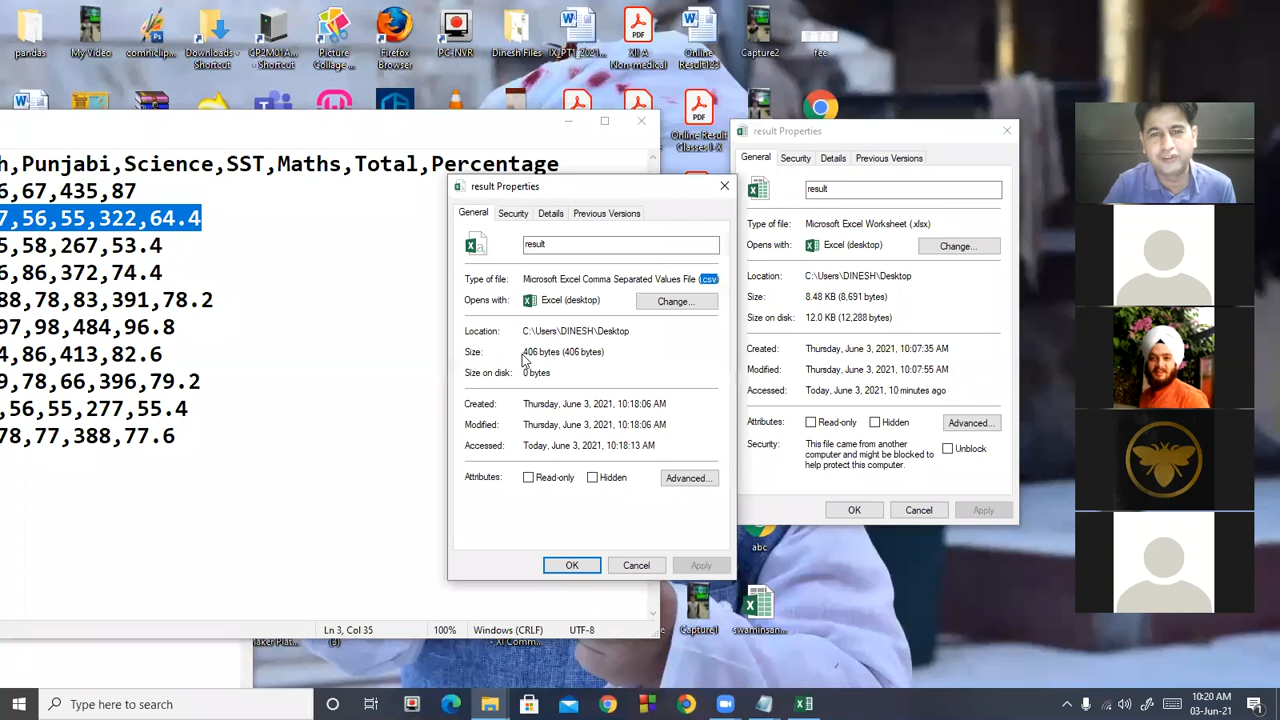 pandas
My Video
Downloads - Shortcut
CP2M01A... - Shortcut
Picture Collage...
Firefox Browser
PC-NVR
Dinesh Files
XII A Non-medical
Online Result123
Capture2
fee
Online Result Classes I-X
h,Punjabi,Science,SST,Maths,Total,Percentage
6,67,435,87
7,56,55,322,64.4
5,58,267,53.4
6,86,372,74.4
88,78,83,391,78.2
97,98,484,96.8
4,86,413,82.6
9,78,66,396,79.2
,56,55,277,55.4
78,77,388,77.6
Ln 3, Col 35
100%
Windows (CRLF)
UTF-8
result Properties
General
Security
Details
Previous Versions
result
Type of file:
Microsoft Excel Comma Separated Values File (.csv)
Opens with:
Excel (desktop)
Change...
Location:
C:\Users\DINESH\Desktop
Size:
406 bytes (406 bytes)
Size on disk:
0 bytes
Created:
Thursday, June 3, 2021, 10:18:06 AM
Modified:
Thursday, June 3, 2021, 10:18:06 AM
Accessed:
Today, June 3, 2021, 10:18:13 AM
Attributes:
Read-only
Hidden
Advanced...
OK
Cancel
Apply
result Properties
General
Security
Details
Previous Versions
result
Type of file:
Microsoft Excel Worksheet (.xlsx)
Opens with:
Excel (desktop)
Change...
Location:
C:\Users\DINESH\Desktop
Size:
8.48 KB (8,691 bytes)
Size on disk:
12.0 KB (12,288 bytes)
Created:
Thursday, June 3, 2021, 10:07:35 AM
Modified:
Thursday, June 3, 2021, 10:07:55 AM
Accessed:
Today, June 3, 2021, 10 minutes ago
Attributes:
Read-only
Hidden
Advanced...
Security:
This file came from another
computer and might be blocked to
help protect this computer.
Unblock
OK
Cancel
Apply
abc
Capture1
swaminsan...
Type here to search
10:20 AM
03-Jun-21